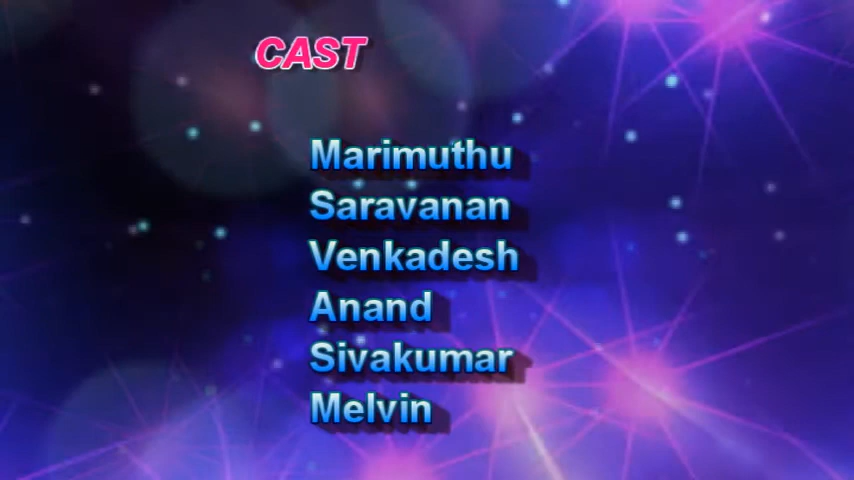 CAST
Marimuthu
Saravanan
Venkadesh
Anand
Sivakumar
Melvin